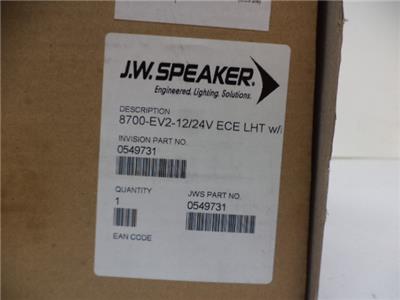 J.W. SPEAKER®
Engineered. Lighting. Solutions.
DESCRIPTION
8700-EV2-12/24V ECE LHT w/
INVISION PART NO.
0549731
QUANTITY
1
JWS PART NO.
0549731
EAN CODE